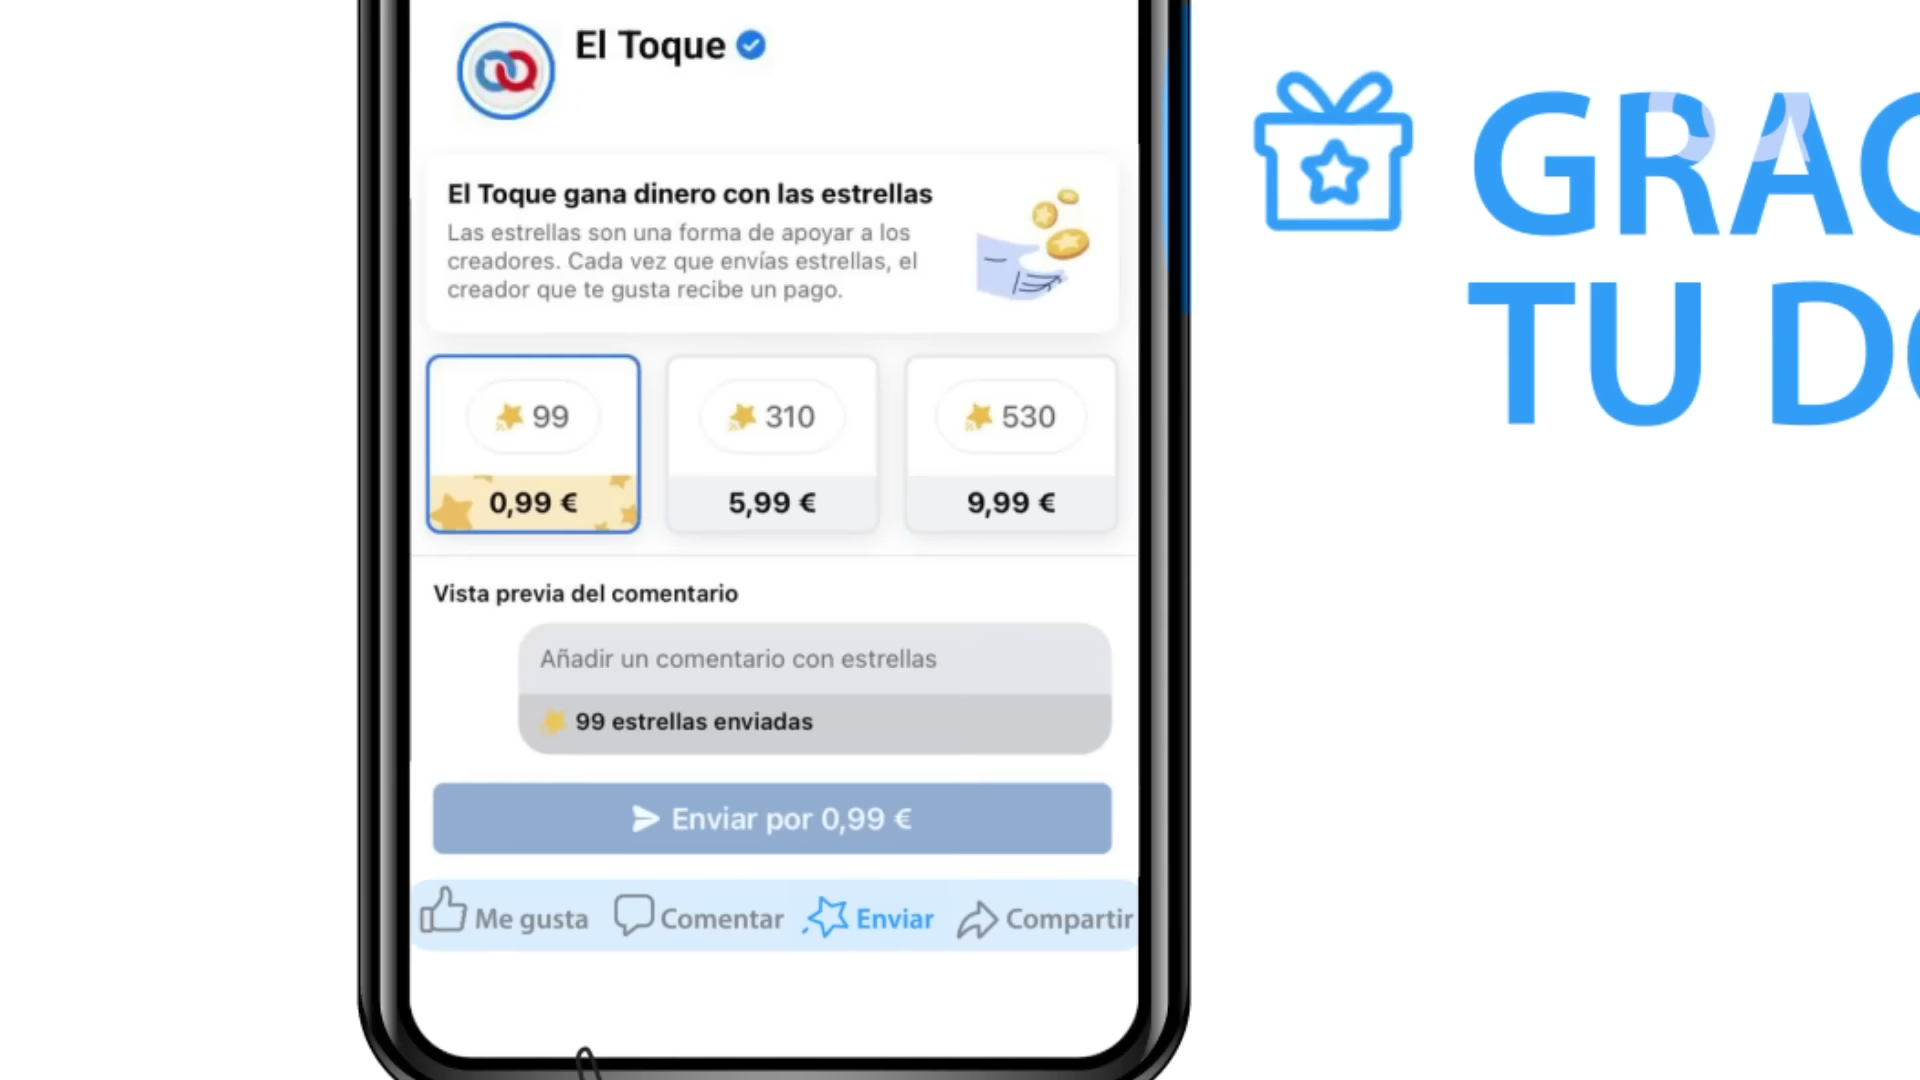 El Toque
El Toque gana dinero con las estrellas
Las estrellas son una forma de apoyar a los
creadores. Cada vez que envías estrellas, el
creador que te gusta recibe un pago.
99
310
530
0,99 €
5,99 €
9,99 €
Vista previa del comentario
Añadir un comentario con estrellas
99 estrellas enviadas
Enviar por 0,99 €
Me gusta
Comentar
Enviar
Compartir
TU